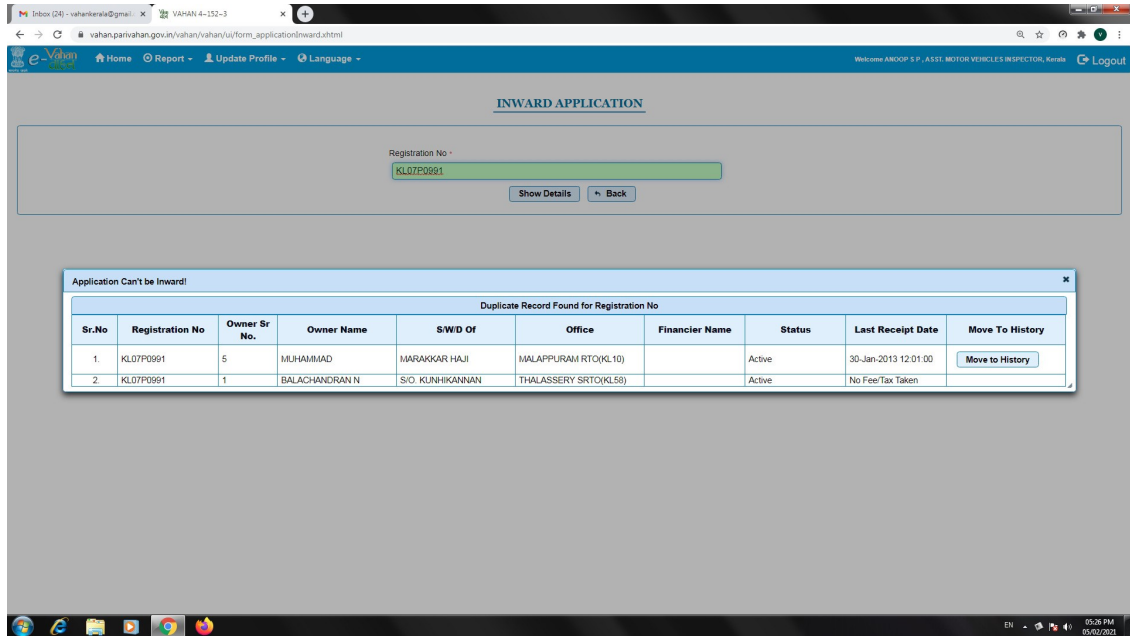 Inbox (24) - vahankerala@gmail.
VAHAN 4~152~3
vahan.parivahan.gov.in/vahan/vahan/ui/form_applicationInward.xhtml
e-Vahan Home Report Update Profile Language Welcome ANOOP S P , ASST. MOTOR VEHICLES INSPECTOR, Kerala Logout
INWARD APPLICATION
Registration No *
KL07P0991
Show Details Back
Application Can't be Inward!
Duplicate Record Found for Registration No
Sr.No Registration No Owner Sr No. Owner Name S/W/D Of Office Financier Name Status Last Receipt Date Move To History
1. KL07P0991 5 MUHAMMAD MARAKKAR HAJI MALAPPURAM RTO(KL10) Active 30-Jan-2013 12:01:00 Move to History
2. KL07P0991 1 BALACHANDRAN N S/O. KUNHIKANNAN THALASSERY SRTO(KL58) Active No Fee/Tax Taken
EN 05:26 PM
05/02/2021